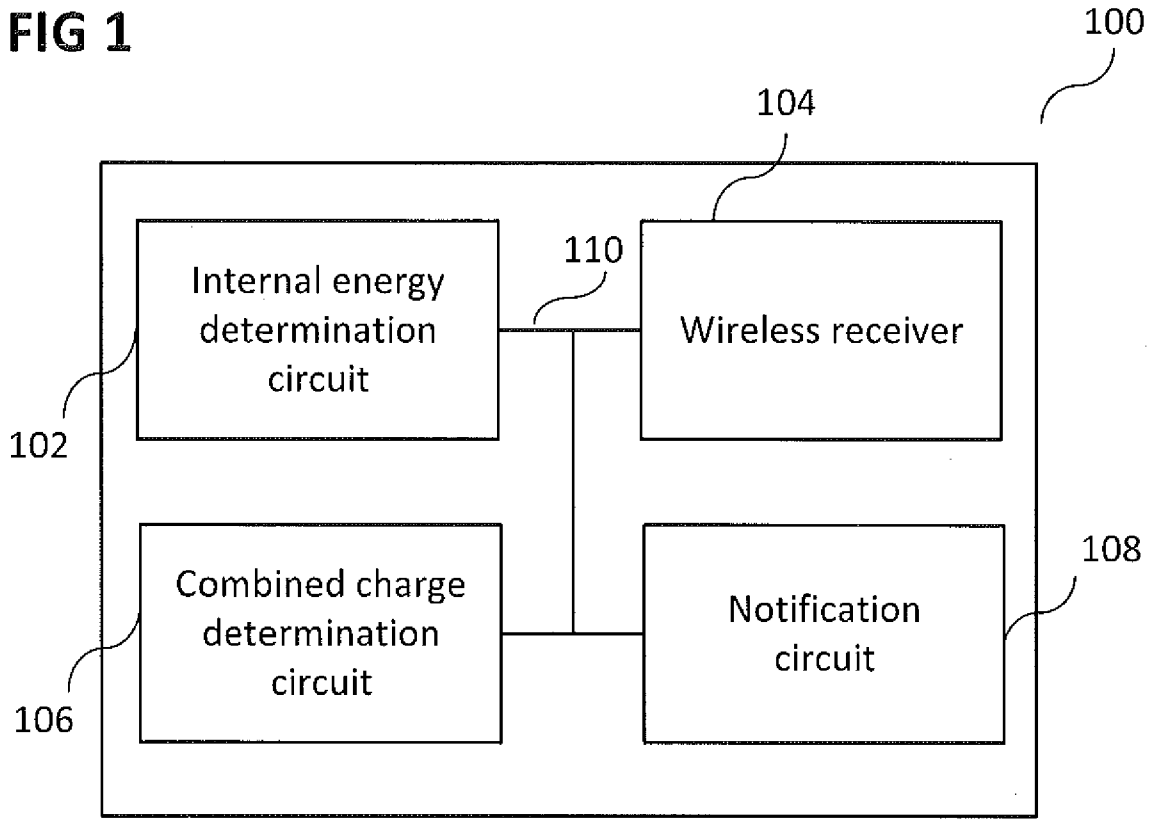 FIG 1
100
104
110
Internal energy
determination
circuit
Wireless receiver
102
Combined charge
determination
circuit
Notification
circuit
108
106